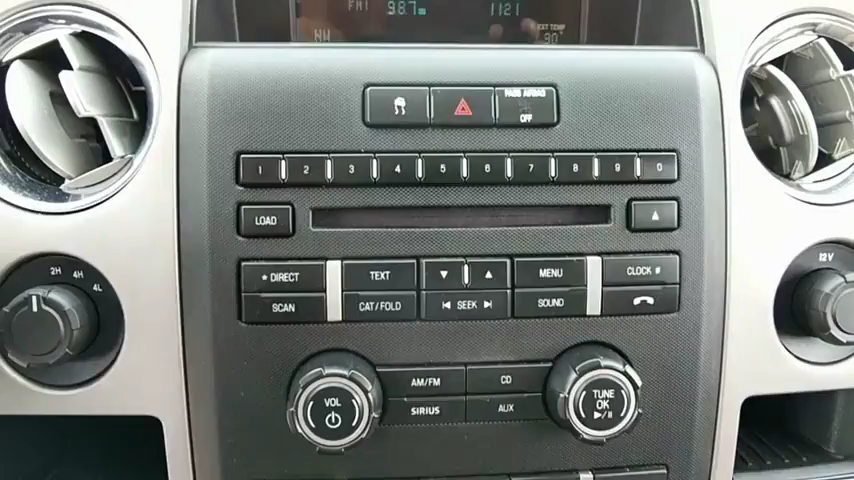 FM1 98.7 1121
NW EXT TEMP 30°
PASS AIRBAG
OFF
1 2 3 4 5 6 7 8 9 0
LOAD
* DIRECT TEXT MENU CLOCK #
SCAN CAT/FOLD SEEK SOUND
2H 4H 4L
12V
AM/FM CD
SIRIUS AUX
VOL
TUNE
OK